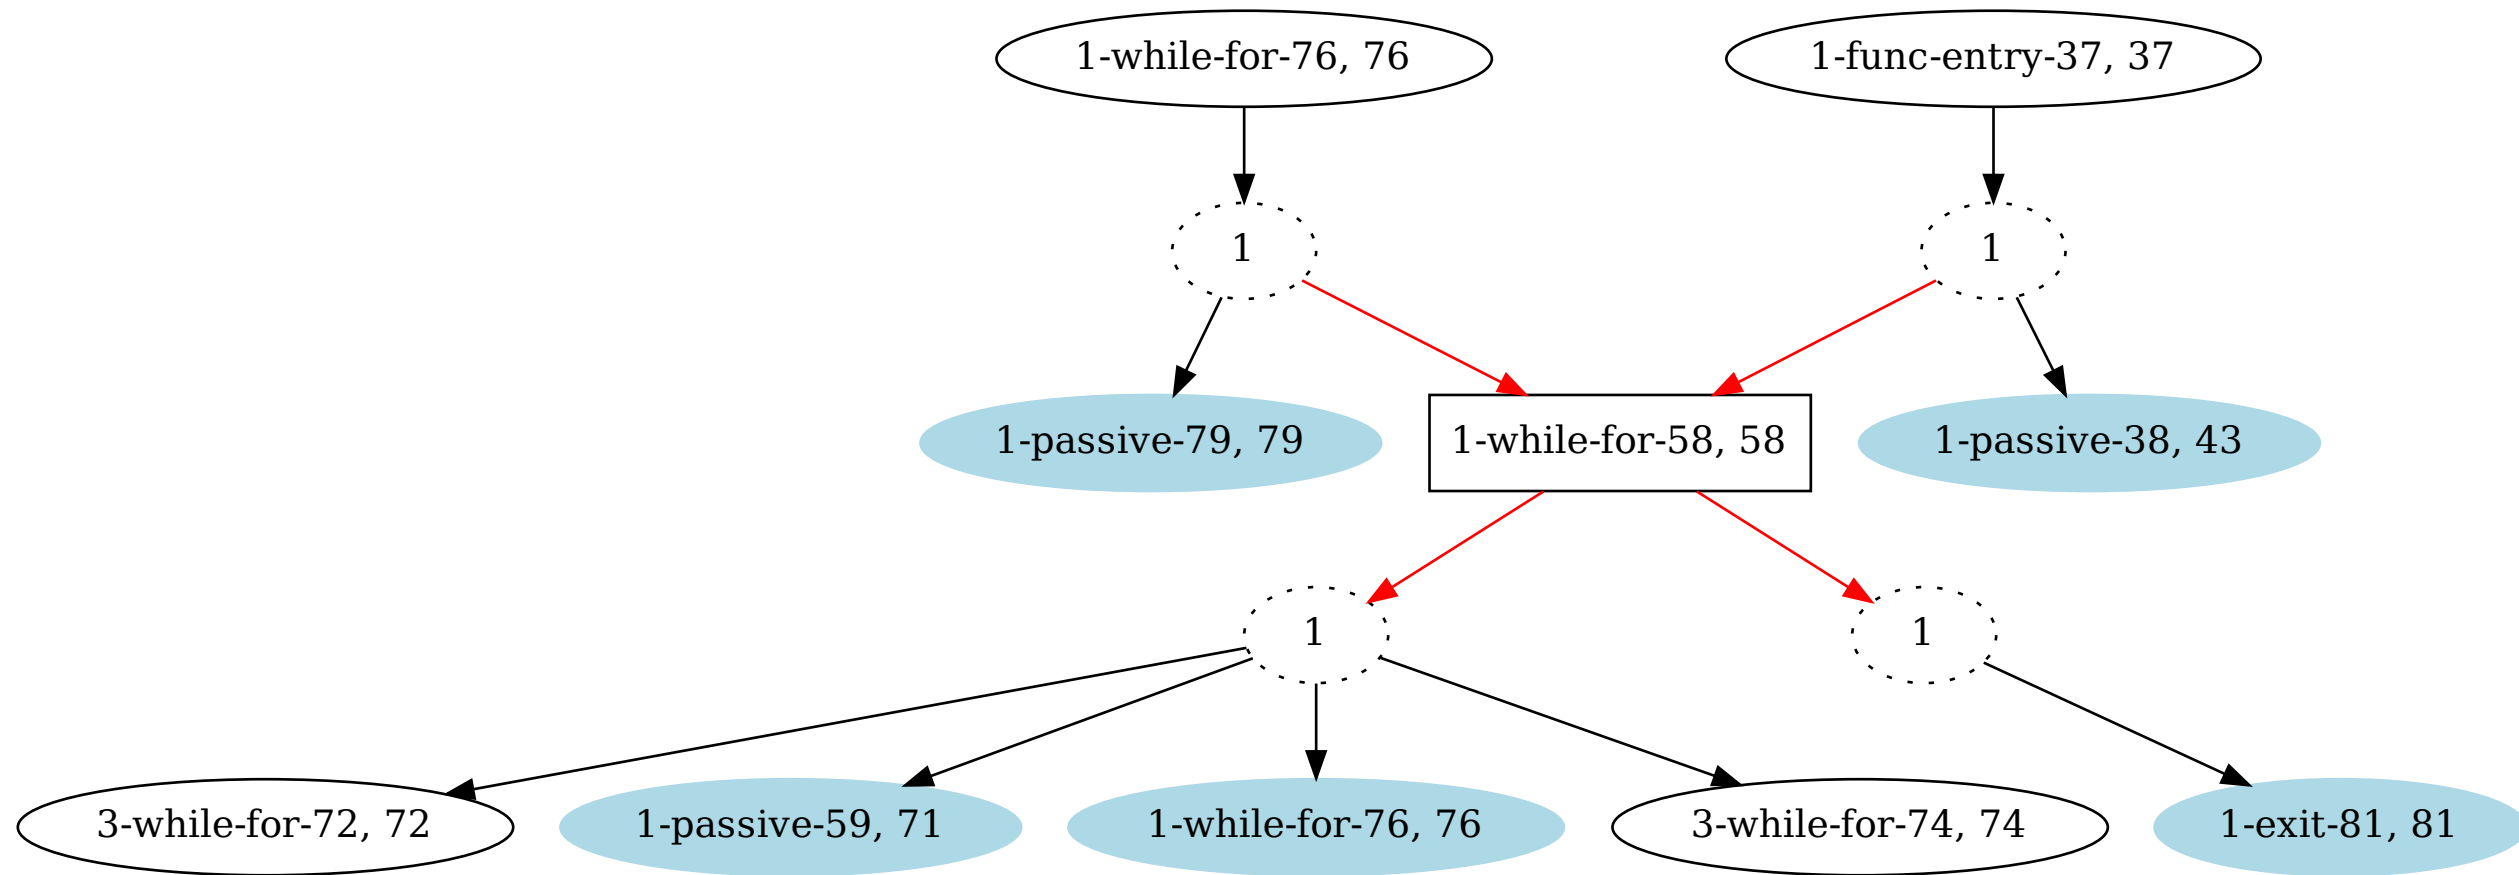 1-while-for-76, 76
1-func-entry-37, 37
1
1
1-passive-79, 79
1-while-for-58, 58
1-passive-38, 43
1
1
3-while-for-72, 72
1-passive-59, 71
1-while-for-76, 76
3-while-for-74, 74
1-exit-81, 81